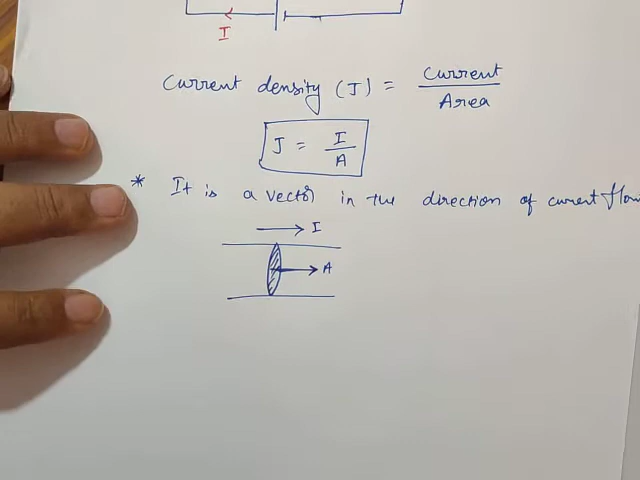 I
Current density (J) = Current / Area
J = I / A
* It is a vector in the direction of current flow
I
A